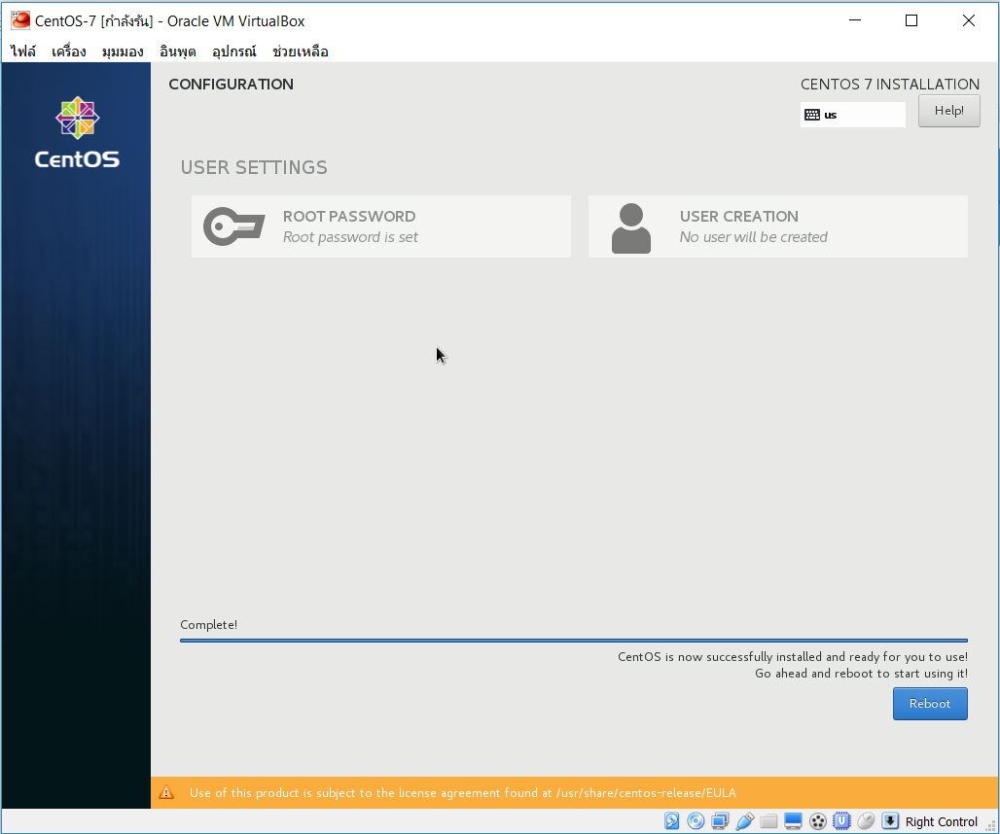 CentOS-7 [กำลังรัน] - Oracle VM VirtualBox
ไฟล์ เครื่อง มุมมอง อินพุต อุปกรณ์ ช่วยเหลือ
CentOS
CONFIGURATION
CENTOS 7 INSTALLATION
us
Help!
USER SETTINGS
ROOT PASSWORD
Root password is set
USER CREATION
No user will be created
Complete!
CentOS is now successfully installed and ready for you to use!
Go ahead and reboot to start using it!
Reboot
Use of this product is subject to the license agreement found at /usr/share/centos-release/EULA
Right Control